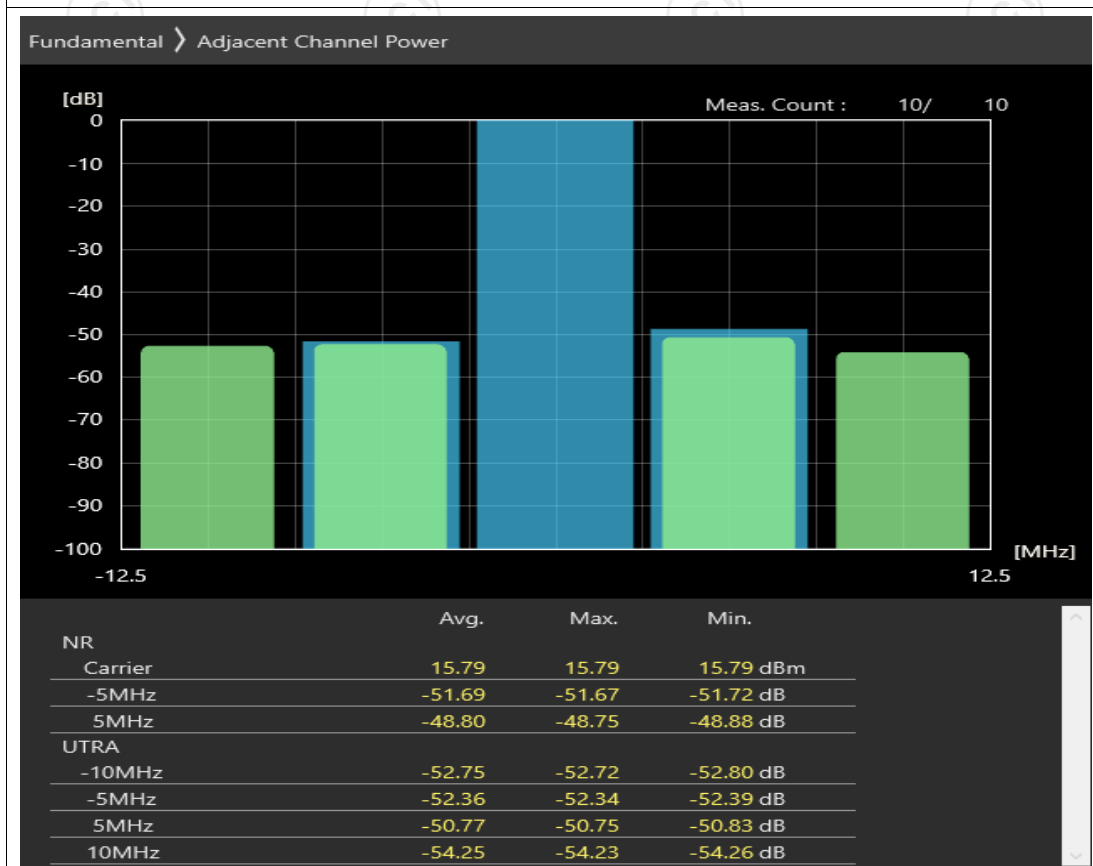 Fundamental 〉 Adjacent Channel Power
[dB]
Meas. Count : 10/ 10
0
-10
-20
-30
-40
-50
-60
-70
-80
-90
-100
[MHz]
-12.5 12.5
Avg. Max. Min.
NR
Carrier 15.79 15.79 15.79 dBm
-5MHz -51.69 -51.67 -51.72 dB
5MHz -48.80 -48.75 -48.88 dB
UTRA
-10MHz -52.75 -52.72 -52.80 dB
-5MHz -52.36 -52.34 -52.39 dB
5MHz -50.77 -50.75 -50.83 dB
10MHz -54.25 -54.23 -54.26 dB